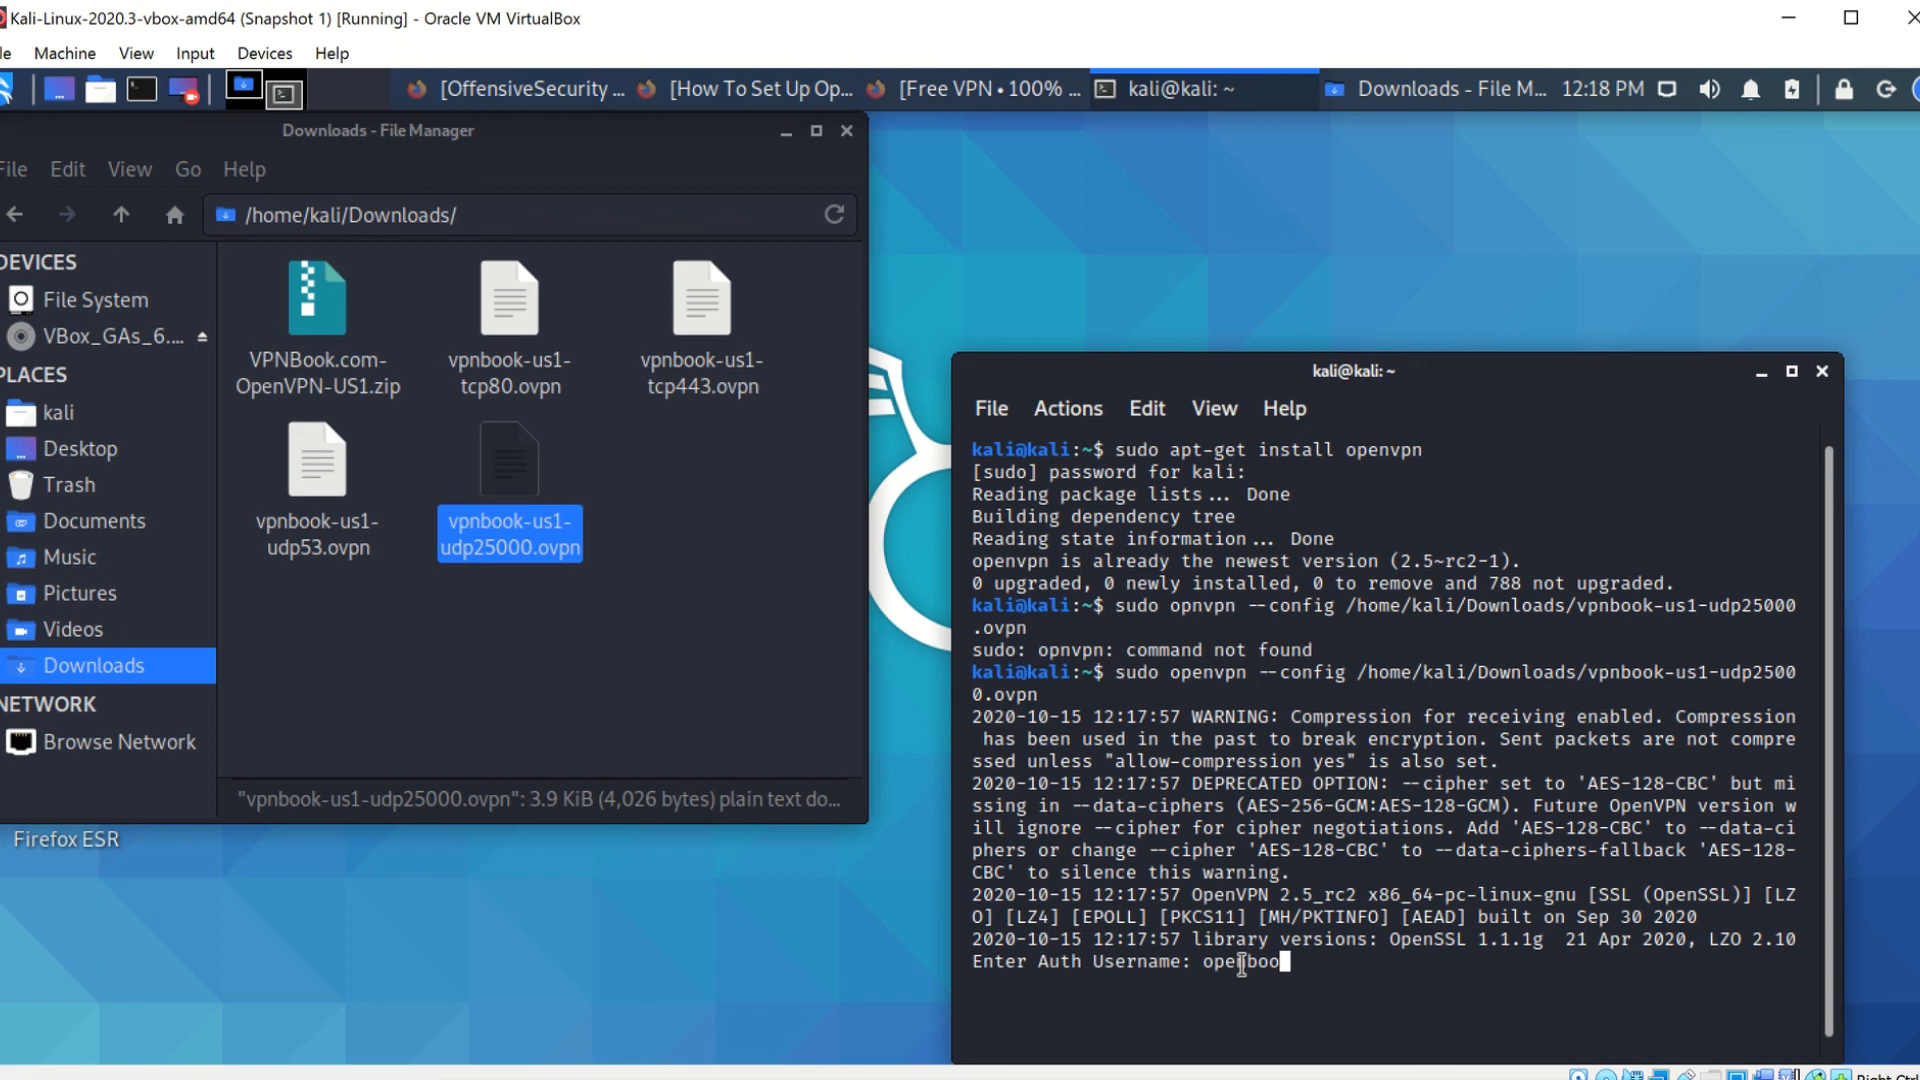 Kali-Linux-2020.3-vbox-amd64 (Snapshot 1) [Running] - Oracle VM VirtualBox
le Machine View Input Devices Help
[OffensiveSecurity ... [How To Set Up Op... [Free VPN • 100% ... kali@kali: ~ Downloads - File M... 12:18 PM
Downloads - File Manager
File Edit View Go Help
/home/kali/Downloads/
DEVICES
File System
VBox_GAs_6....
PLACES
kali
Desktop
Trash
Documents
Music
Pictures
Videos
Downloads
NETWORK
Browse Network
VPNBook.com-
OpenVPN-US1.zip
vpnbook-us1-
tcp80.ovpn
vpnbook-us1-
tcp443.ovpn
vpnbook-us1-
udp53.ovpn
vpnbook-us1-
udp25000.ovpn
"vpnbook-us1-udp25000.ovpn": 3.9 KiB (4,026 bytes) plain text do...
Firefox ESR
kali@kali: ~
File Actions Edit View Help
kali@kali:~$ sudo apt-get install openvpn
[sudo] password for kali:
Reading package lists... Done
Building dependency tree
Reading state information... Done
openvpn is already the newest version (2.5~rc2-1).
0 upgraded, 0 newly installed, 0 to remove and 788 not upgraded.
kali@kali:~$ sudo opnvpn --config /home/kali/Downloads/vpnbook-us1-udp25000
.ovpn
sudo: opnvpn: command not found
kali@kali:~$ sudo openvpn --config /home/kali/Downloads/vpnbook-us1-udp2500
0.ovpn
2020-10-15 12:17:57 WARNING: Compression for receiving enabled. Compression
has been used in the past to break encryption. Sent packets are not compre
ssed unless "allow-compression yes" is also set.
2020-10-15 12:17:57 DEPRECATED OPTION: --cipher set to 'AES-128-CBC' but mi
ssing in --data-ciphers (AES-256-GCM:AES-128-GCM). Future OpenVPN version w
ill ignore --cipher for cipher negotiations. Add 'AES-128-CBC' to --data-ci
phers or change --cipher 'AES-128-CBC' to --data-ciphers-fallback 'AES-128-
CBC' to silence this warning.
2020-10-15 12:17:57 OpenVPN 2.5_rc2 x86_64-pc-linux-gnu [SSL (OpenSSL)] [LZ
O] [LZ4] [EPOLL] [PKCS11] [MH/PKTINFO] [AEAD] built on Sep 30 2020
2020-10-15 12:17:57 library versions: OpenSSL 1.1.1g  21 Apr 2020, LZO 2.10
Enter Auth Username: openboo